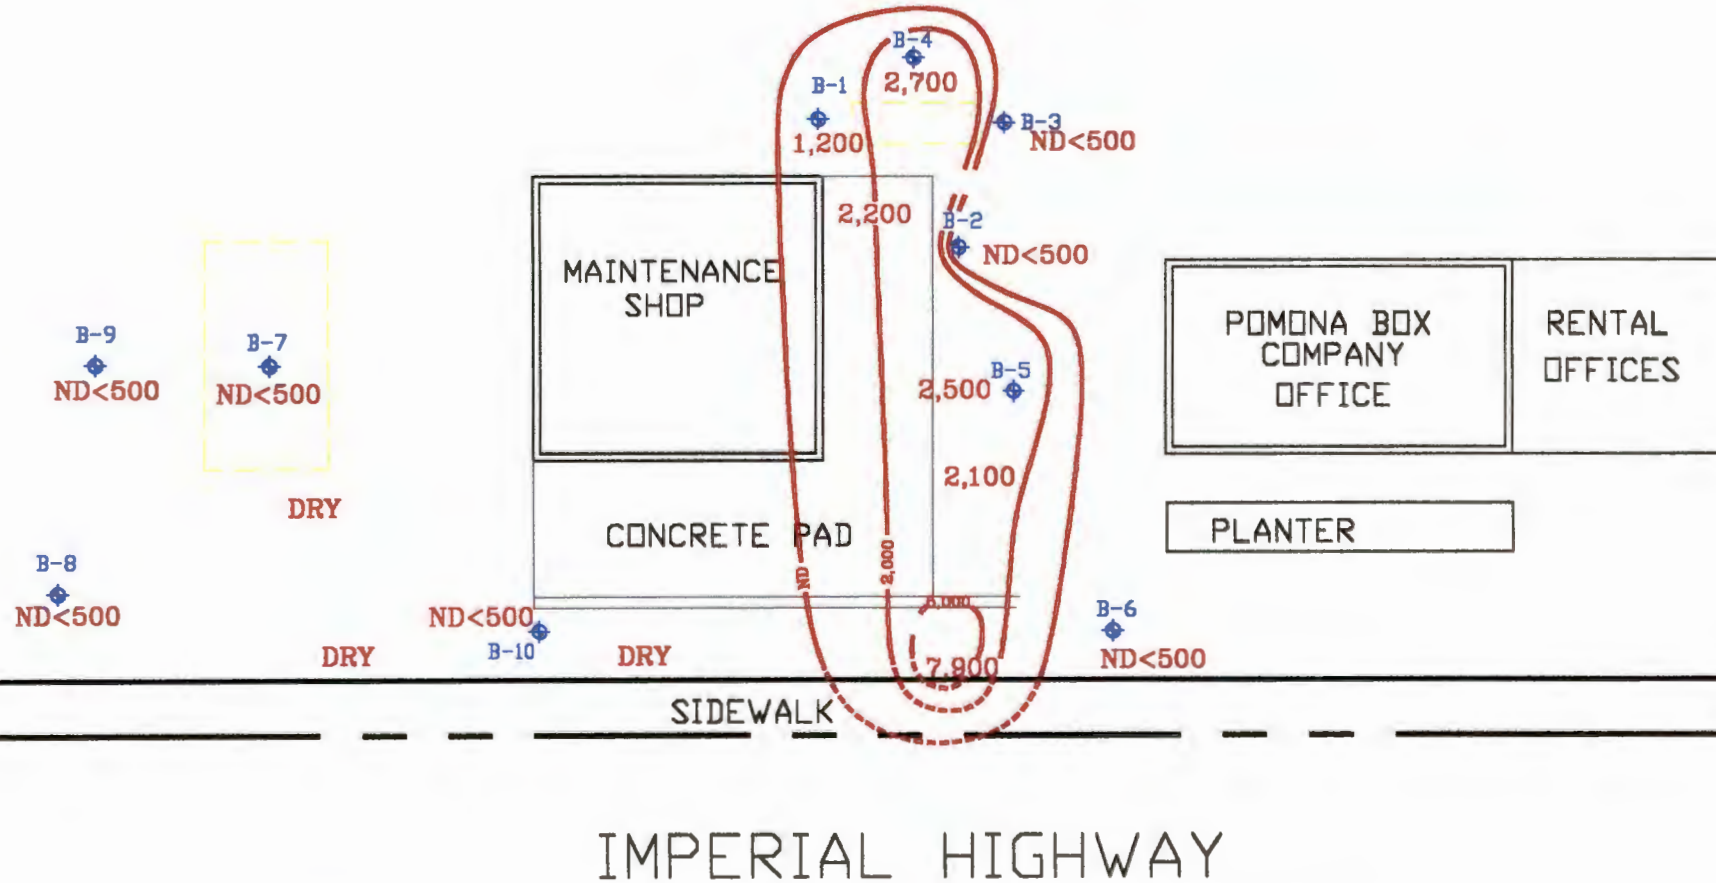 B-4
2,700
B-1
1,200
B-3
ND<500
2,200
B-2
ND<500
MAINTENANCE
SHOP
POMONA BOX
COMPANY
OFFICE
RENTAL
OFFICES
B-9
ND<500
B-7
ND<500
B-5
2,500
2,100
DRY
CONCRETE PAD
PLANTER
ND
2,000
B-8
ND<500
ND<500
B-10
DRY
DRY
7,900
B-6
ND<500
SIDEWALK
IMPERIAL HIGHWAY